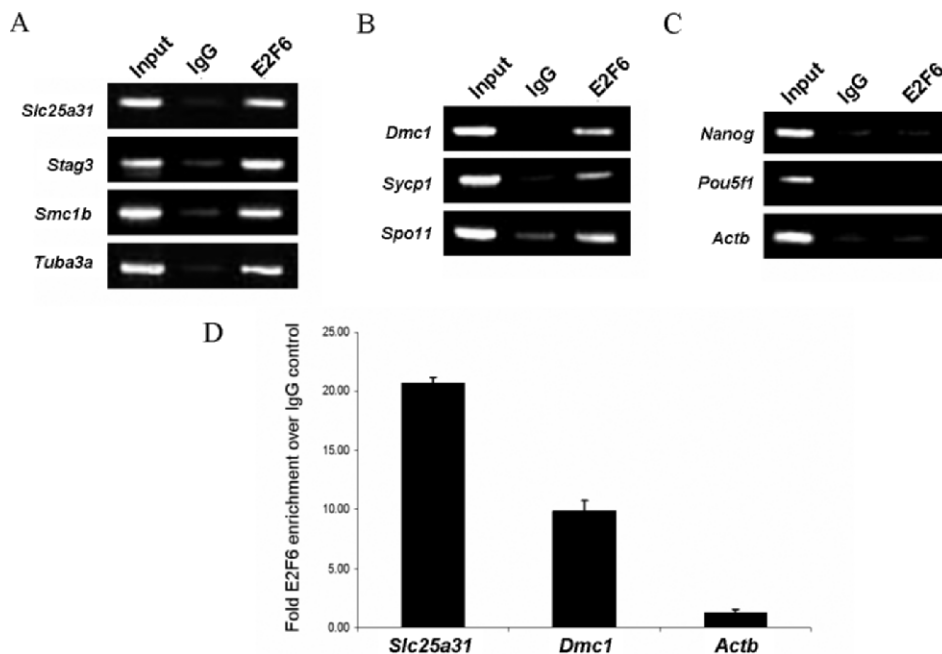 A
Input IgG E2F6
Slc25a31
Stag3
Smc1b
Tuba3a
B
Input IgG E2F6
Dmc1
Sycp1
Spo11
C
Input IgG E2F6
Nanog
Pou5f1
Actb
D
Fold E2F6 enrichment over IgG control
25.00
20.00
15.00
10.00
5.00
0.00
Slc25a31 Dmc1 Actb